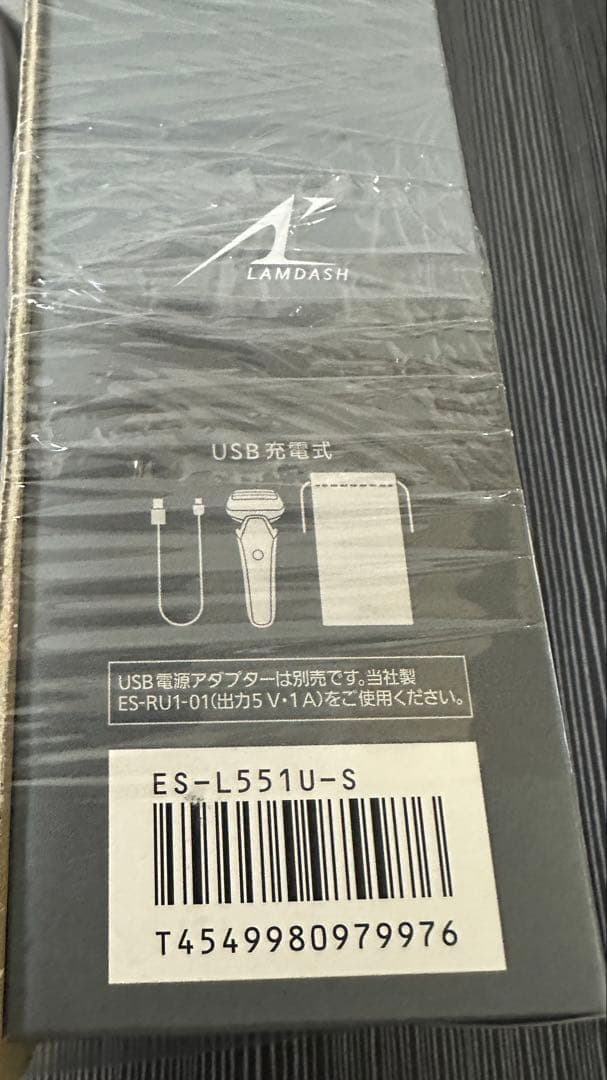 LAMDASH
USB充電式
USB電源アダプターは別売です。当社製
ES-RU1-01(出力5V・1A)をご使用ください。
ES-L551U-S
T4549980979976